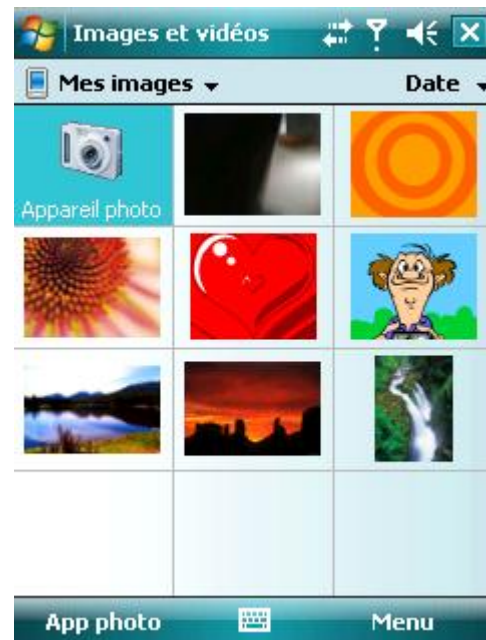 Images et vidéos
Mes images Date
Appareil photo
App photo Menu